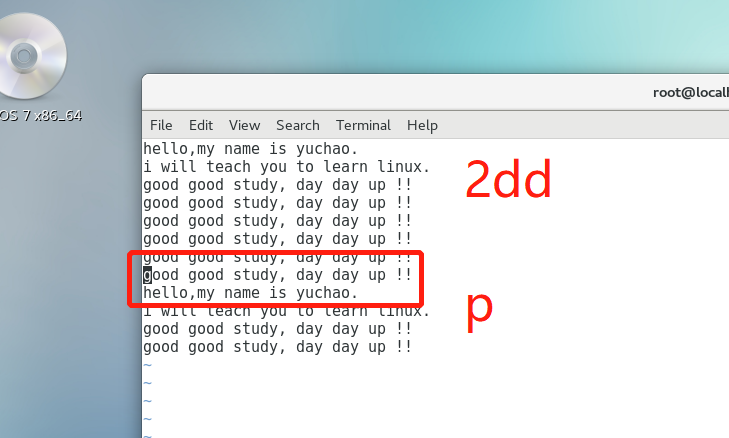 OS 7 x86_64
root@local
File Edit View Search Terminal Help
hello,my name is yuchao.
i will teach you to learn linux.
good good study, day day up !!
good good study, day day up !!
good good study, day day up !!
good good study, day day up !!
good good study, day day up !!
good good study, day day up !!
hello,my name is yuchao.
i will teach you to learn linux.
good good study, day day up !!
good good study, day day up !!
~
~
~
~
~
2dd
p